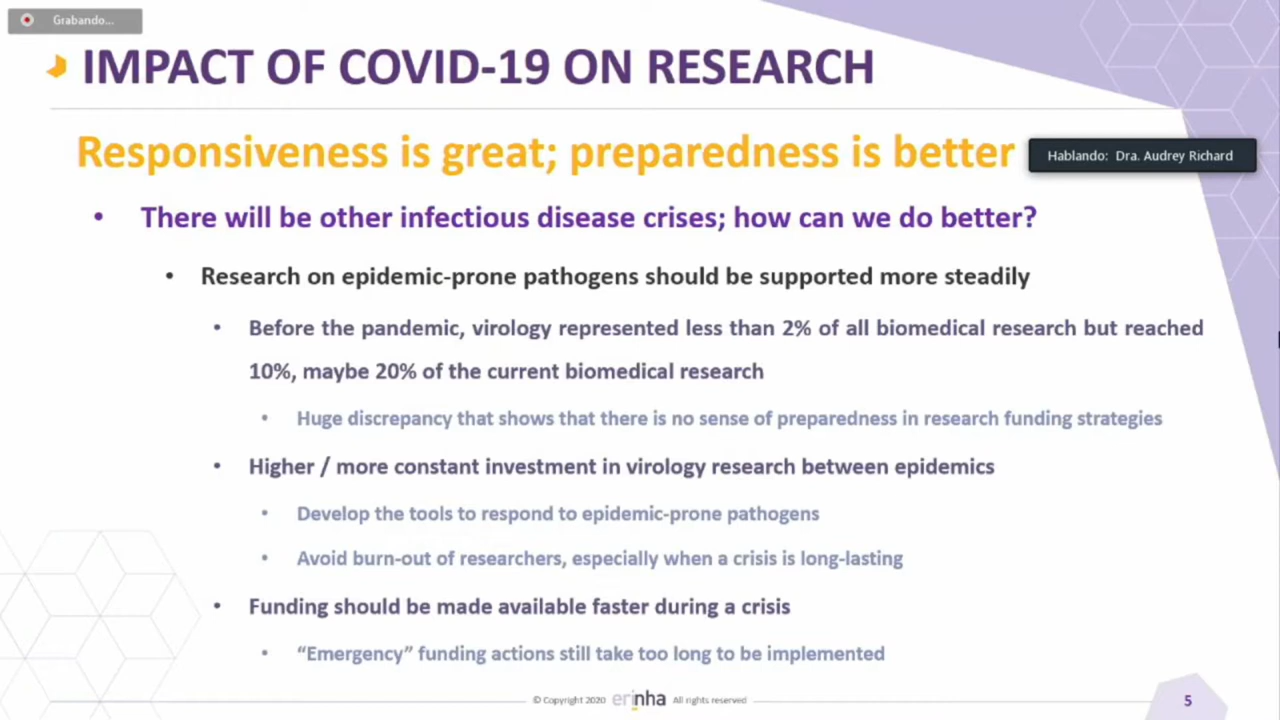 Grabando...
IMPACT OF COVID-19 ON RESEARCH
Responsiveness is great; preparedness is better
Hablando: Dra. Audrey Richard
• There will be other infectious disease crises; how can we do better?
• Research on epidemic-prone pathogens should be supported more steadily
• Before the pandemic, virology represented less than 2% of all biomedical research but reached
10%, maybe 20% of the current biomedical research
• Huge discrepancy that shows that there is no sense of preparedness in research funding strategies
• Higher / more constant investment in virology research between epidemics
• Develop the tools to respond to epidemic-prone pathogens
• Avoid burn-out of researchers, especially when a crisis is long-lasting
• Funding should be made available faster during a crisis
• “Emergency” funding actions still take too long to be implemented
© Copyright 2020 erinha All rights reserved
5